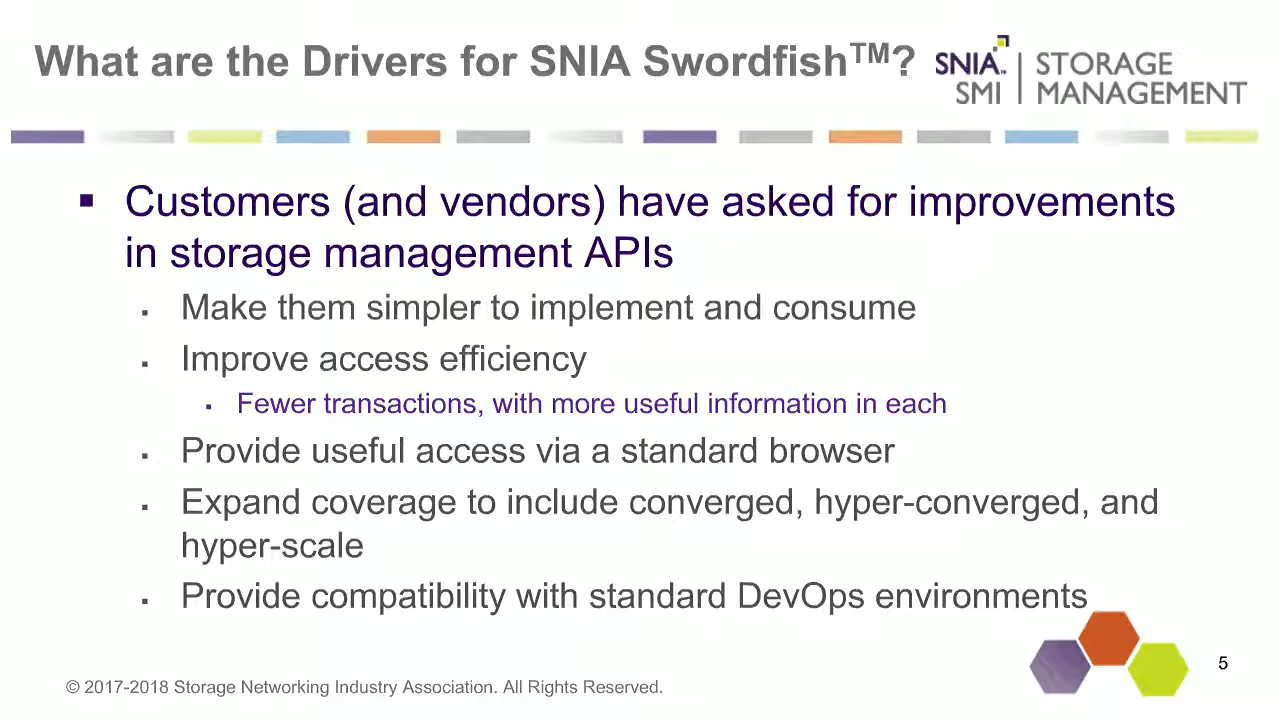 What are the Drivers for SNIA Swordfish™?
SNIA™ | STORAGE
SMI | MANAGEMENT
▪ Customers (and vendors) have asked for improvements
in storage management APIs
▪ Make them simpler to implement and consume
▪ Improve access efficiency
▪ Fewer transactions, with more useful information in each
▪ Provide useful access via a standard browser
▪ Expand coverage to include converged, hyper-converged, and
hyper-scale
▪ Provide compatibility with standard DevOps environments
5
© 2017-2018 Storage Networking Industry Association. All Rights Reserved.